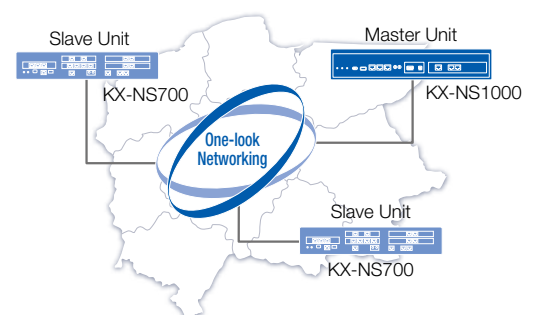 Slave Unit
KX-NS700
Master Unit
KX-NS1000
One-look
Networking
Slave Unit
KX-NS700